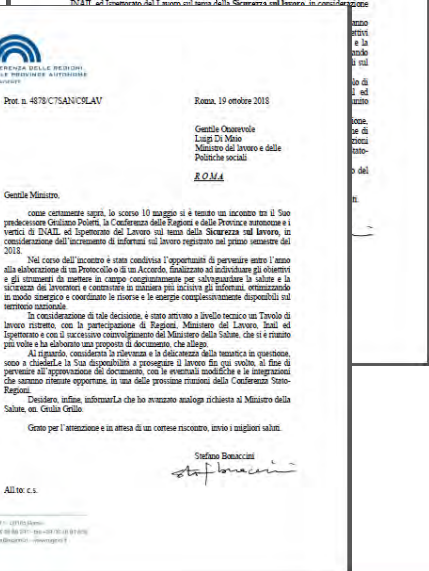 INAIL ed Ispettorato del Lavoro sul tema della Sicurezza sul lavoro, in considerazione
CONFERENZA DELLE REGIONI
E DELLE PROVINCE AUTONOME
Prot. n. 4878/C7SAN/C9LAV
Roma, 19 ottobre 2018
Gentile Onorevole
Luigi Di Maio
Ministro del lavoro e delle
Politiche sociali
ROMA
Gentile Ministro,
come certamente saprà, lo scorso 10 maggio si è tenuto un incontro tra il Suo
predecessore Giuliano Poletti, la Conferenza delle Regioni e delle Province autonome e i
vertici di INAIL ed Ispettorato del Lavoro sul tema della Sicurezza sul lavoro, in
considerazione dell'incremento di infortuni sul lavoro registrato nel primo semestre del
2018.
Nel corso dell'incontro è stata condivisa l'opportunità di pervenire entro l'anno
alla elaborazione di un Protocollo o di un Accordo, finalizzato ad individuare gli obiettivi
e gli strumenti da mettere in campo congiuntamente per salvaguardare la salute e la
sicurezza dei lavoratori e contrastare in maniera più incisiva gli infortuni, ottimizzando
in modo sinergico e coordinato le risorse e le energie complessivamente disponibili sul
territorio nazionale.
In considerazione di tale decisione, è stato attivato a livello tecnico un Tavolo di
lavoro ristretto, con la partecipazione di Regioni, Ministero del Lavoro, Inail ed
Ispettorato e con il successivo coinvolgimento del Ministero della Salute, che si è riunito
più volte e ha elaborato una proposta di documento, che allego.
Al riguardo, considerata la rilevanza e la delicatezza della tematica in questione,
sono a chiederLe la Sua disponibilità a proseguire il lavoro fin qui svolto, al fine di
pervenire all'approvazione del documento, con le eventuali modifiche e le integrazioni
che saranno ritenute opportune, in una delle prossime riunioni della Conferenza Stato-
Regioni.
Desidero, infine, informarLa che ho avanzato analoga richiesta al Ministro della
Salute, on. Giulia Grillo.
Grato per l'attenzione e in attesa di un cortese riscontro, invio i migliori saluti.
Stefano Bonaccini
All.to: c.s.